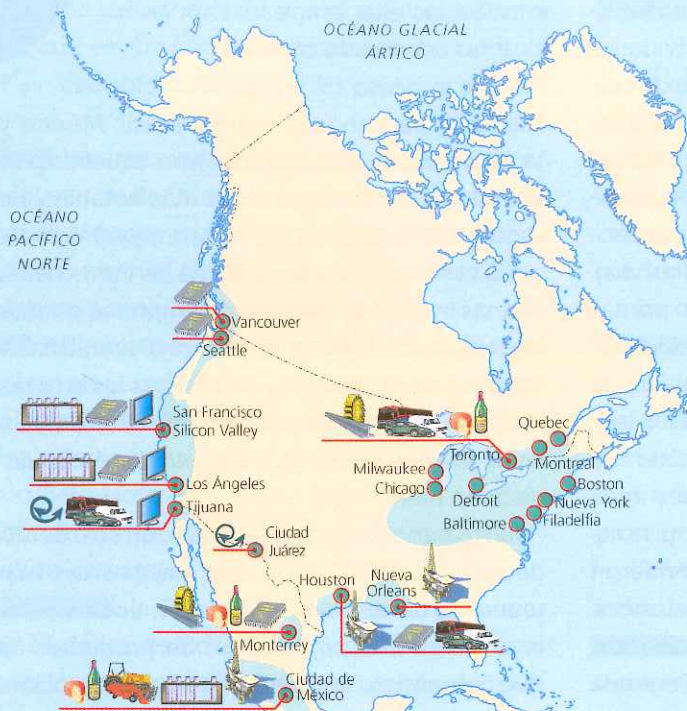 OCÉANO GLACIAL
ÁRTICO
OCÉANO
PACÍFICO
NORTE
Vancouver
Seattle
San Francisco
Silicon Valley
Los Ángeles
Tijuana
Ciudad
Juárez
Quebec
Toronto
Montreal
Milwaukee
Chicago
Detroit
Boston
Nueva York
Filadelfia
Baltimore
Houston
Nueva
Orleans
Monterrey
Ciudad de
México